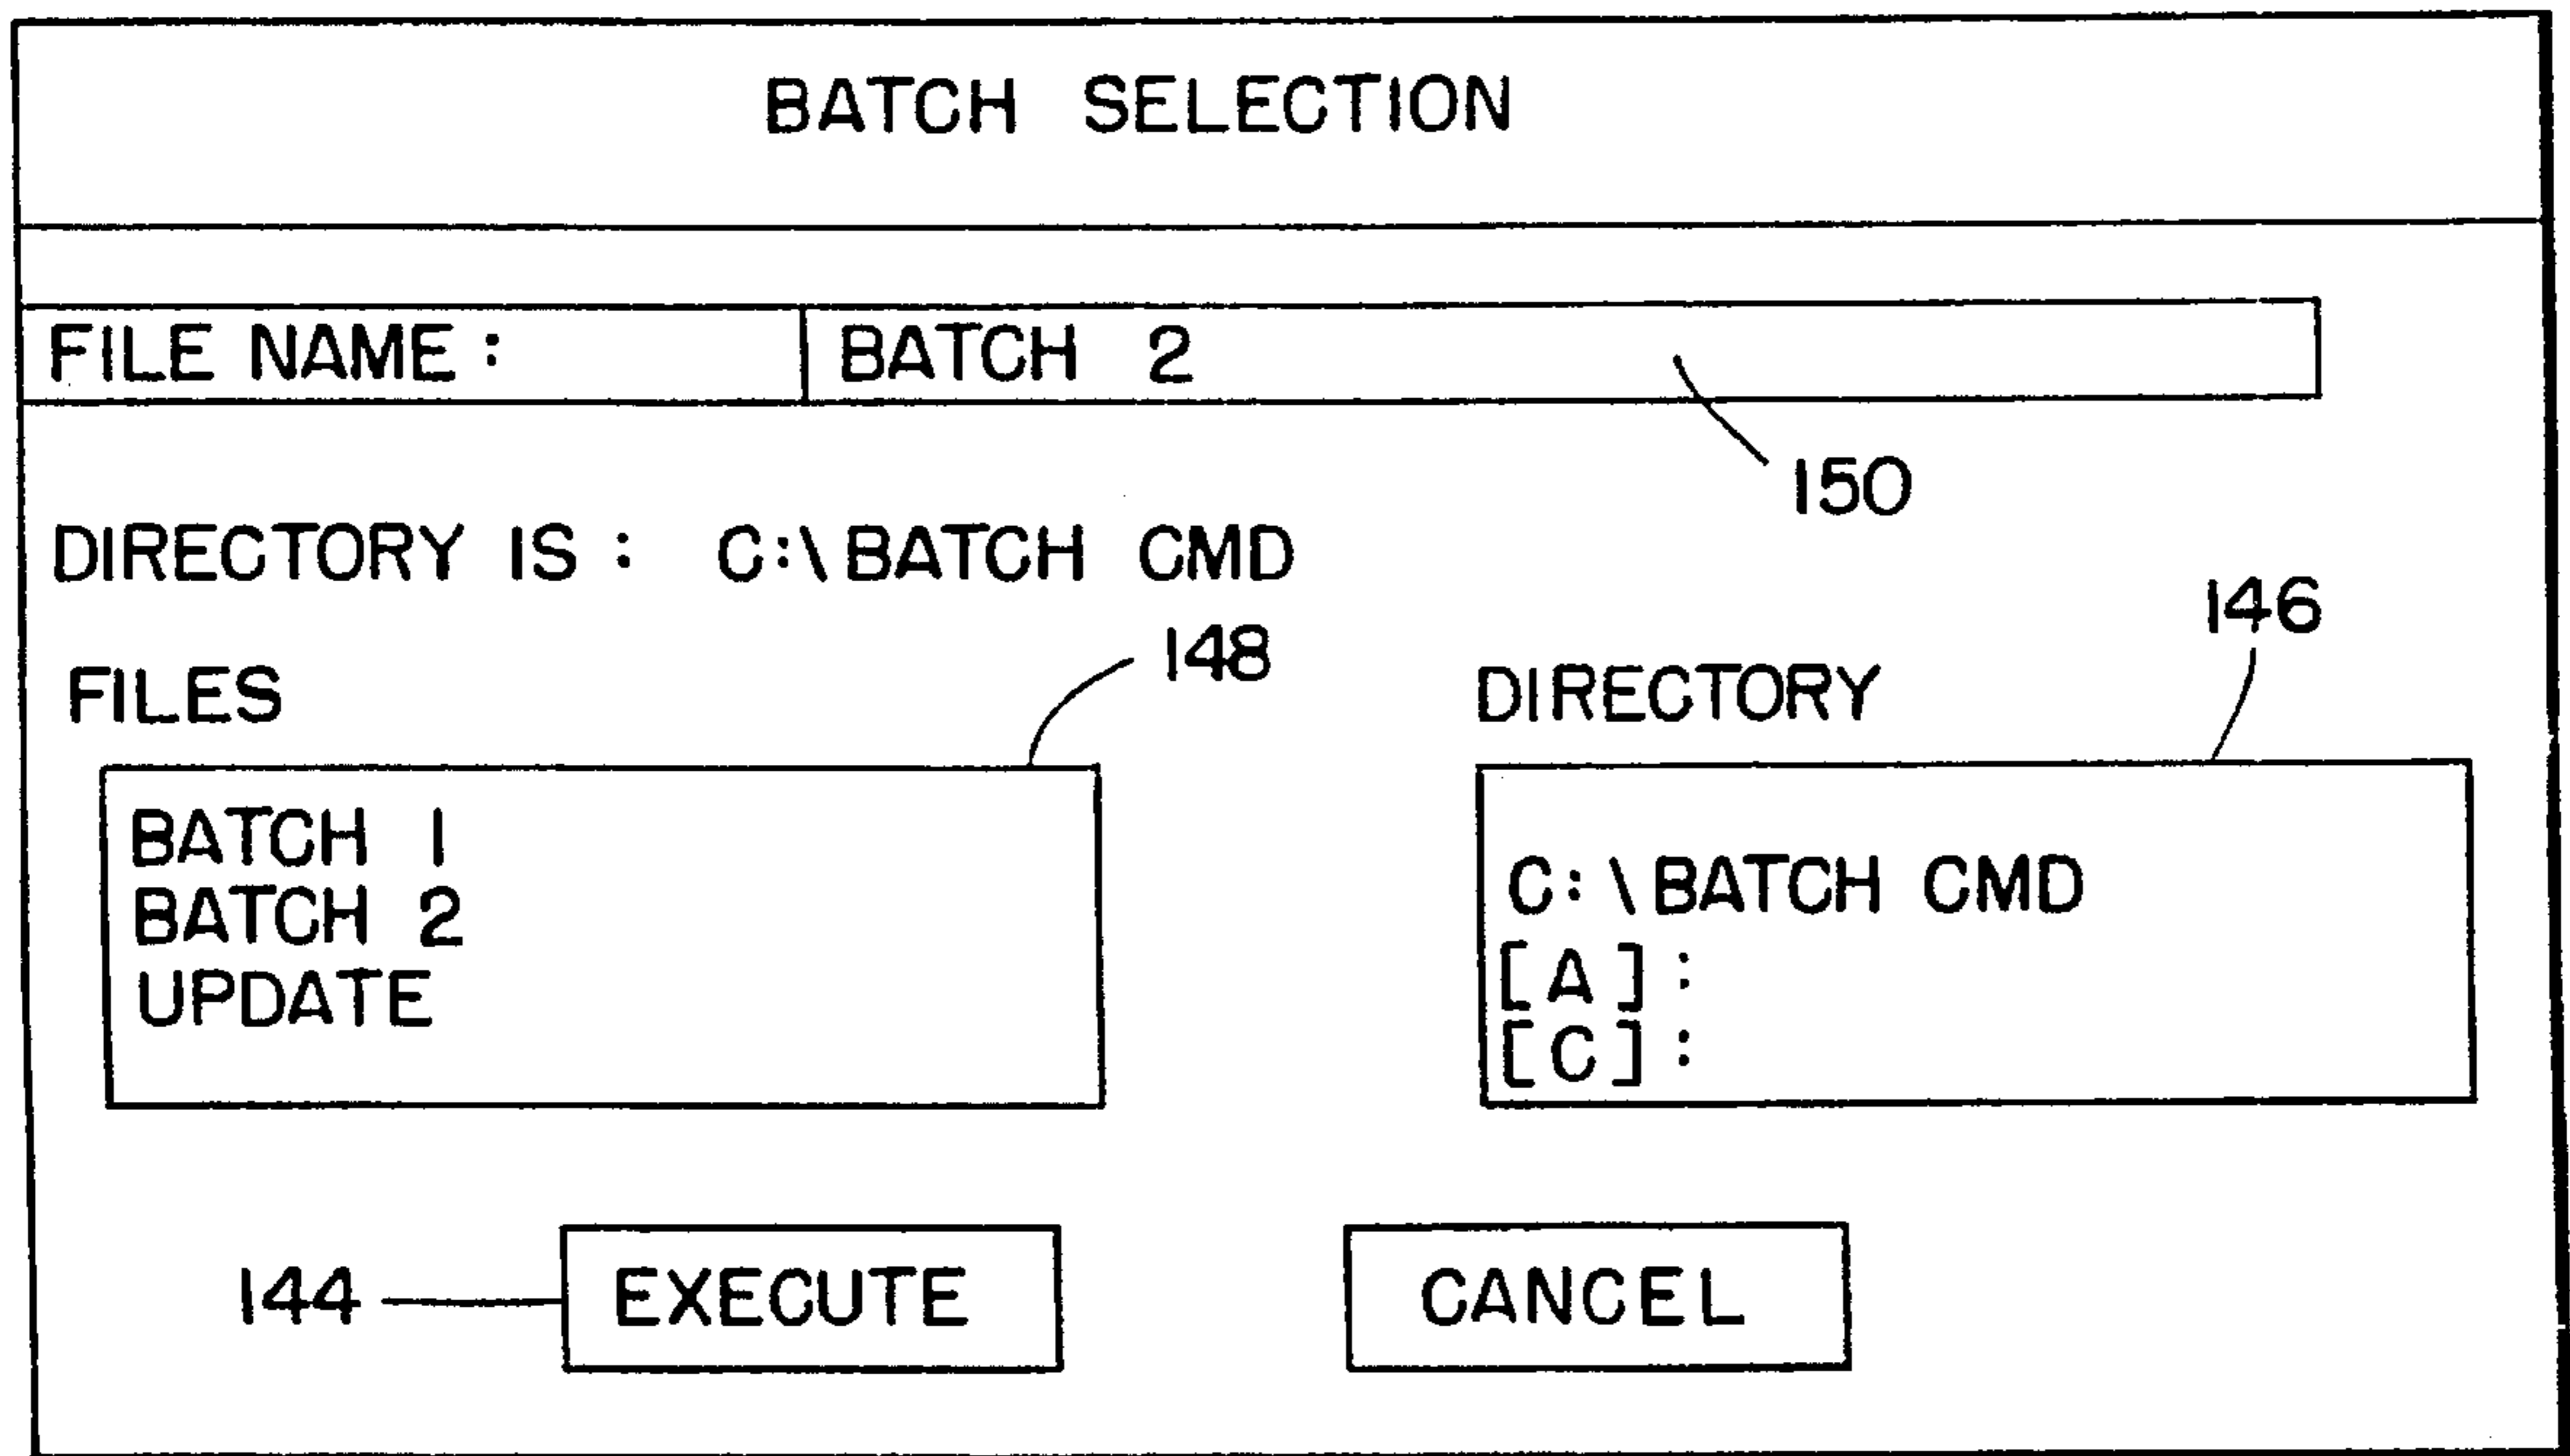 BATCH SELECTION
FILE NAME : BATCH 2
150
DIRECTORY IS : C:\BATCH CMD
148
146
FILES
DIRECTORY
BATCH 1
BATCH 2
UPDATE
C:\BATCH CMD
[A]:
[C]:
144
EXECUTE
CANCEL